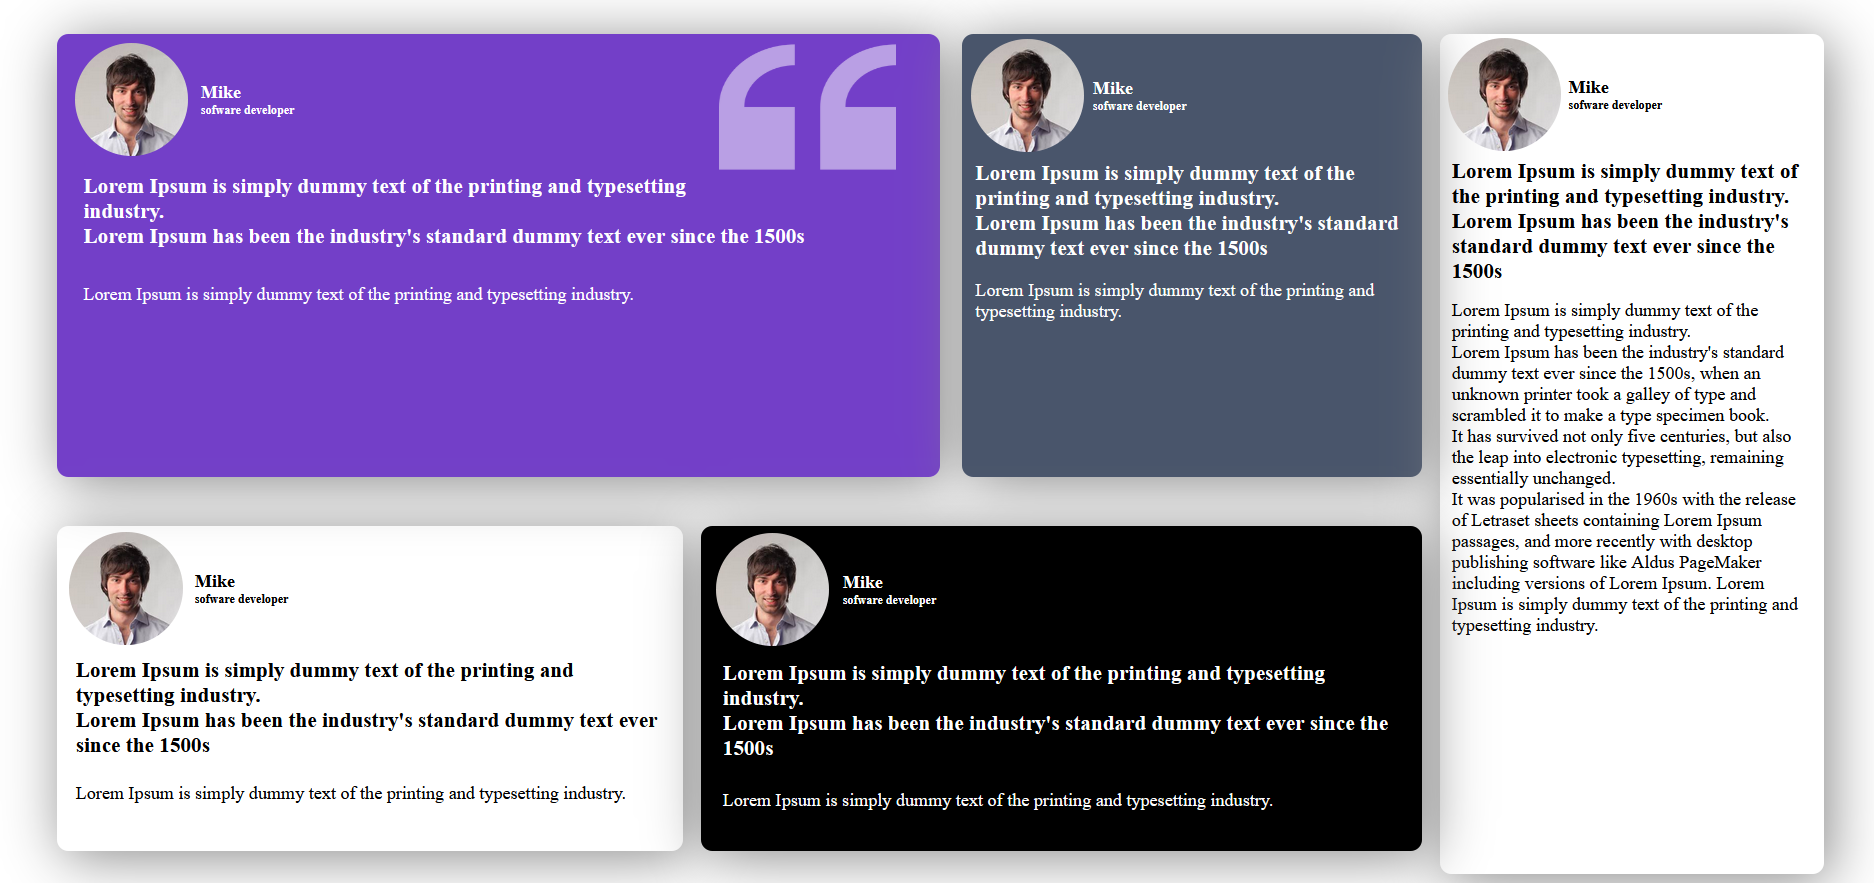 Mike
sofware developer
Lorem Ipsum is simply dummy text of the printing and typesetting
industry.
Lorem Ipsum has been the industry's standard dummy text ever since the 1500s
Lorem Ipsum is simply dummy text of the printing and typesetting industry.
Mike
sofware developer
Lorem Ipsum is simply dummy text of the
printing and typesetting industry.
Lorem Ipsum has been the industry's standard
dummy text ever since the 1500s
Lorem Ipsum is simply dummy text of the printing and
typesetting industry.
Mike
sofware developer
Lorem Ipsum is simply dummy text of
the printing and typesetting industry.
Lorem Ipsum has been the industry's
standard dummy text ever since the
1500s
Lorem Ipsum is simply dummy text of the
printing and typesetting industry.
Lorem Ipsum has been the industry's standard
dummy text ever since the 1500s, when an
unknown printer took a galley of type and
scrambled it to make a type specimen book.
It has survived not only five centuries, but also
the leap into electronic typesetting, remaining
essentially unchanged.
It was popularised in the 1960s with the release
of Letraset sheets containing Lorem Ipsum
passages, and more recently with desktop
publishing software like Aldus PageMaker
including versions of Lorem Ipsum. Lorem
Ipsum is simply dummy text of the printing and
typesetting industry.
Mike
sofware developer
Lorem Ipsum is simply dummy text of the printing and
typesetting industry.
Lorem Ipsum has been the industry's standard dummy text ever
since the 1500s
Lorem Ipsum is simply dummy text of the printing and typesetting industry.
Mike
sofware developer
Lorem Ipsum is simply dummy text of the printing and typesetting
industry.
Lorem Ipsum has been the industry's standard dummy text ever since the
1500s
Lorem Ipsum is simply dummy text of the printing and typesetting industry.